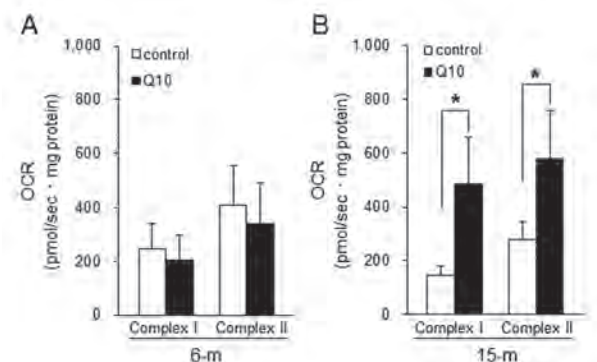 A
1,000
800
600
400
200
0
OCR
(pmol/sec · mg protein)
control
Q10
Complex I Complex II
6-m
B
1,000
800
600
400
200
0
OCR
(pmol/sec · mg protein)
control
Q10
*
*
Complex I Complex II
15-m